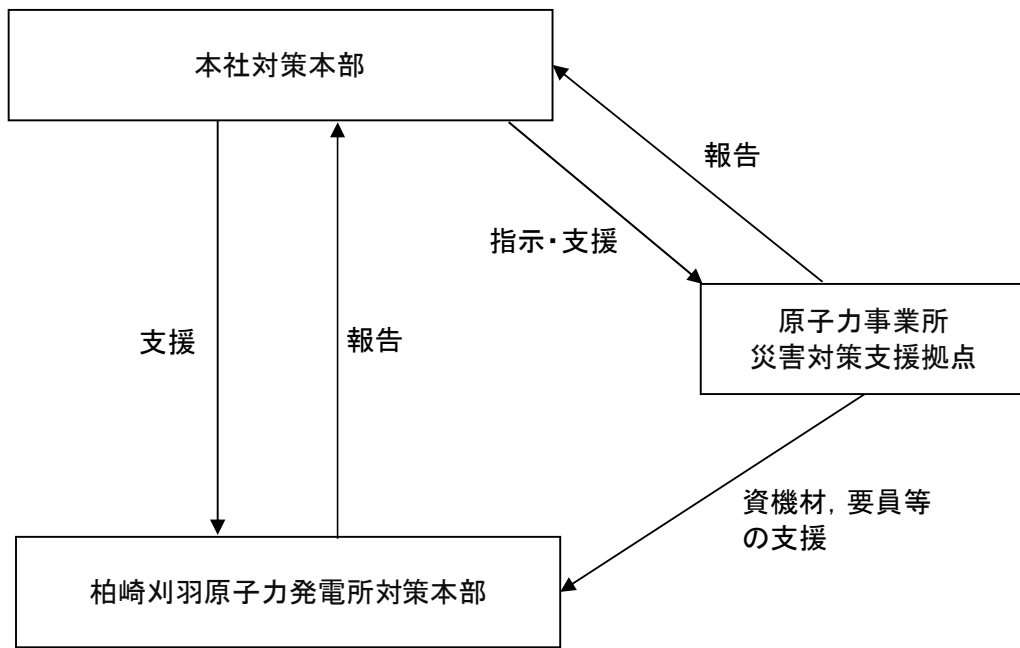 本社対策本部
報告
指示・支援
原子力事業所
災害対策支援拠点
支援
報告
資機材，要員等
の支援
柏崎刈羽原子力発電所対策本部